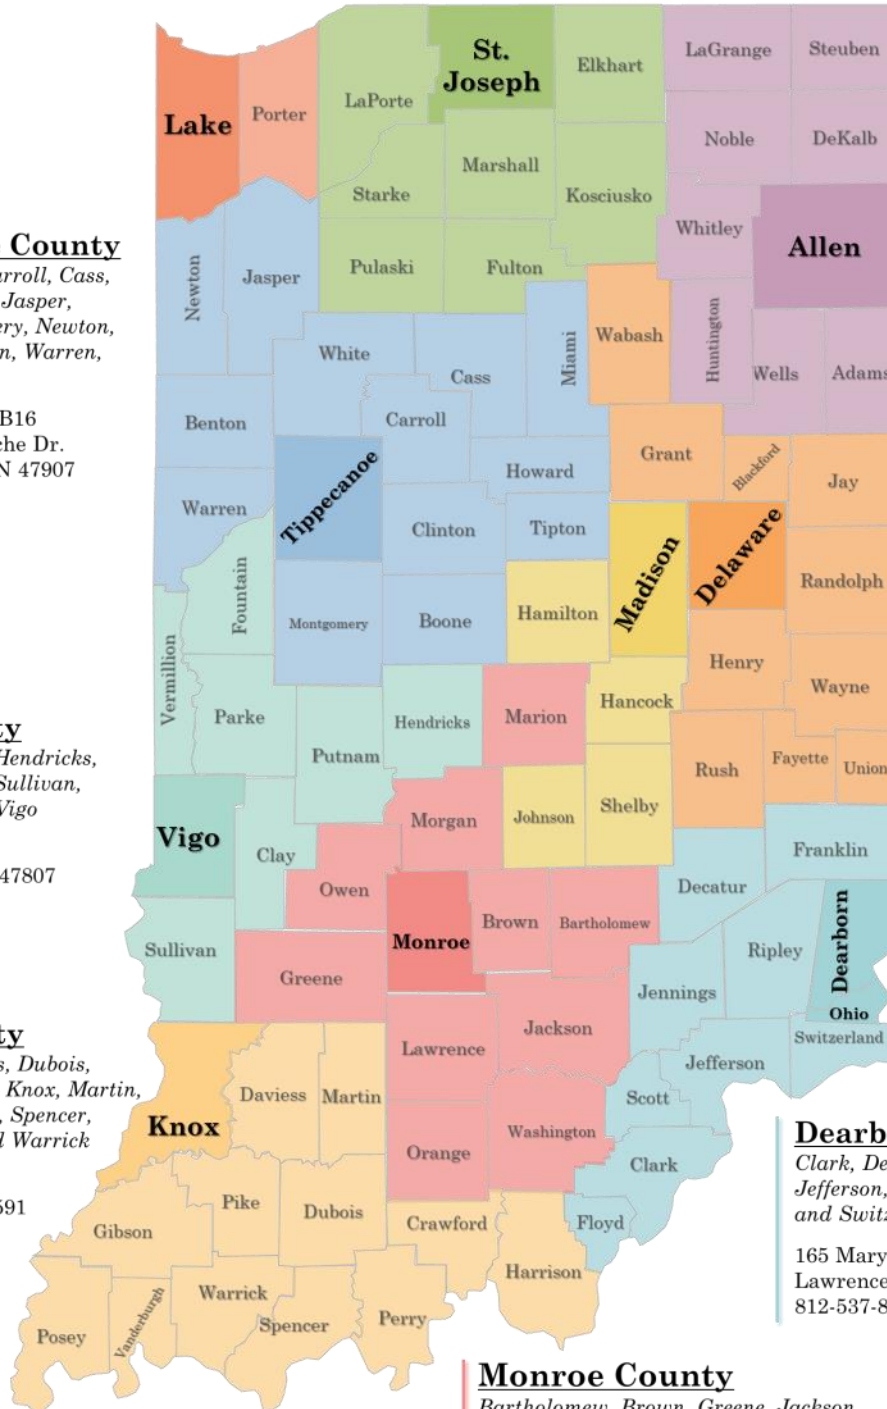 St.
Joseph
Elkhart
LaGrange
Steuben
Lake
Porter
LaPorte
Marshall
Noble
DeKalb
Starke
Kosciusko
Whitley
Allen
County
arroll, Cass,
Jasper,
ery, Newton,
n, Warren,
B16
che Dr.
N 47907
Newton
Jasper
Pulaski
Fulton
White
Cass
Miami
Wabash
Huntington
Wells
Adams
Benton
Carroll
Grant
Blackford
Jay
Warren
Tippecanoe
Howard
Clinton
Tipton
Madison
Delaware
Randolph
Fountain
Montgomery
Boone
Hamilton
Henry
Wayne
Vermillion
Parke
Putnam
Hendricks
Marion
Hancock
Rush
Fayette
Union
ty
Hendricks,
Sullivan,
Vigo
47807
Vigo
Clay
Morgan
Johnson
Shelby
Franklin
Owen
Decatur
Monroe
Brown
Bartholomew
Ripley
Dearborn
Ohio
Sullivan
Greene
Jennings
Switzerland
Lawrence
Jackson
Jefferson
ty
s, Dubois,
Knox, Martin,
, Spencer,
d Warrick
591
Knox
Daviess
Martin
Scott
Orange
Washington
Clark
Floyd
Gibson
Pike
Dubois
Crawford
Harrison
Posey
Vanderburgh
Warrick
Spencer
Perry
Dearb
Clark, De
Jefferson,
and Switz
165 Mary
Lawrence
812-537-8
Monroe County
Bartholomew, Brown, Greene, Jackson